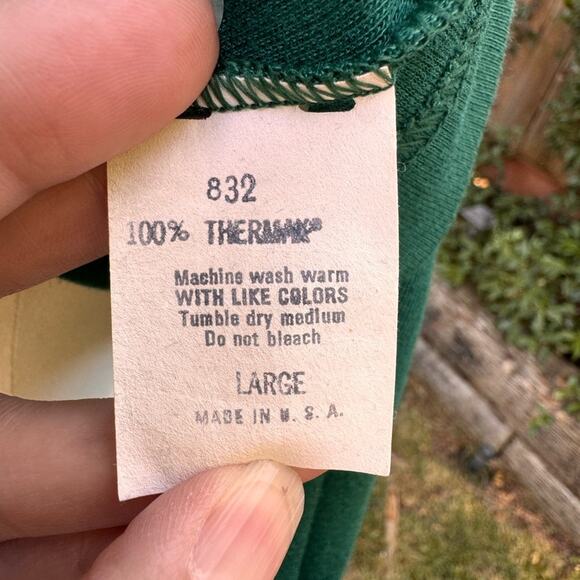 832
100% THERMAX®
Machine wash warm
WITH LIKE COLORS
Tumble dry medium
Do not bleach
LARGE
MADE IN U. S. A.